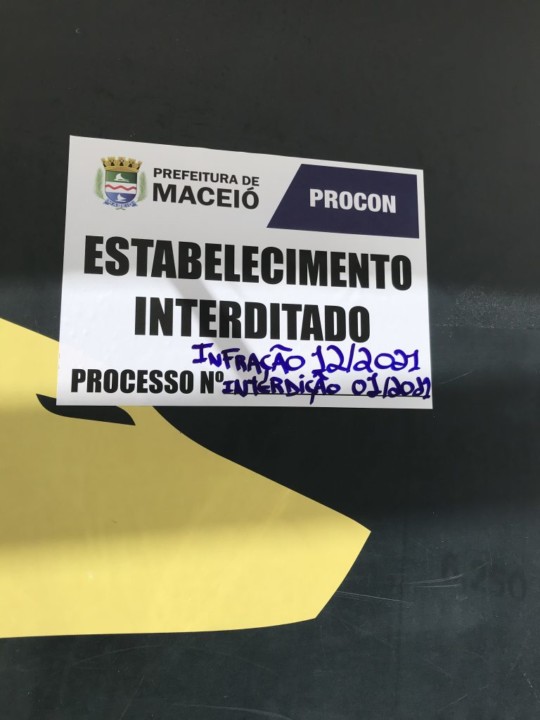 PREFEITURA DE
MACEIÓ
PROCON
ESTABELECIMENTO
INTERDITADO
INFRAÇÃO 12/2021
PROCESSO Nº INTERDIÇÃO 01/2021